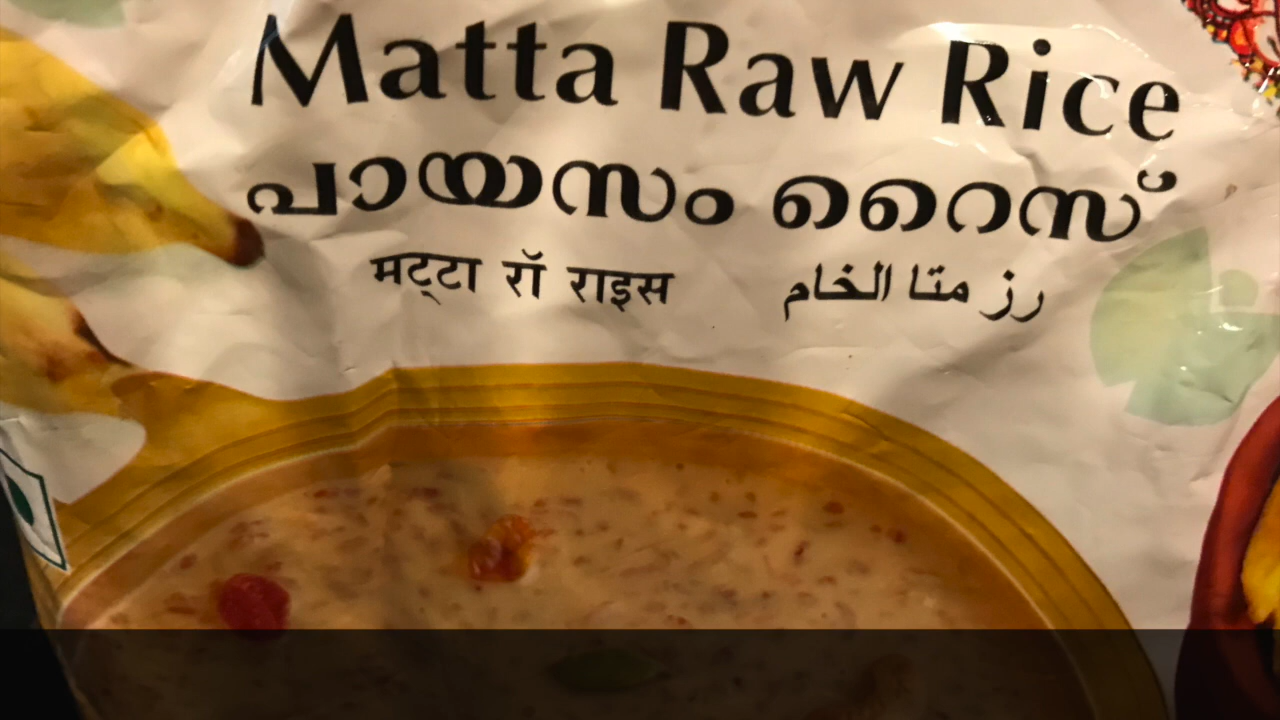 Matta Raw Rice
പായസം റൈസ്
मट्टा रॉ राइस رز متا الخام